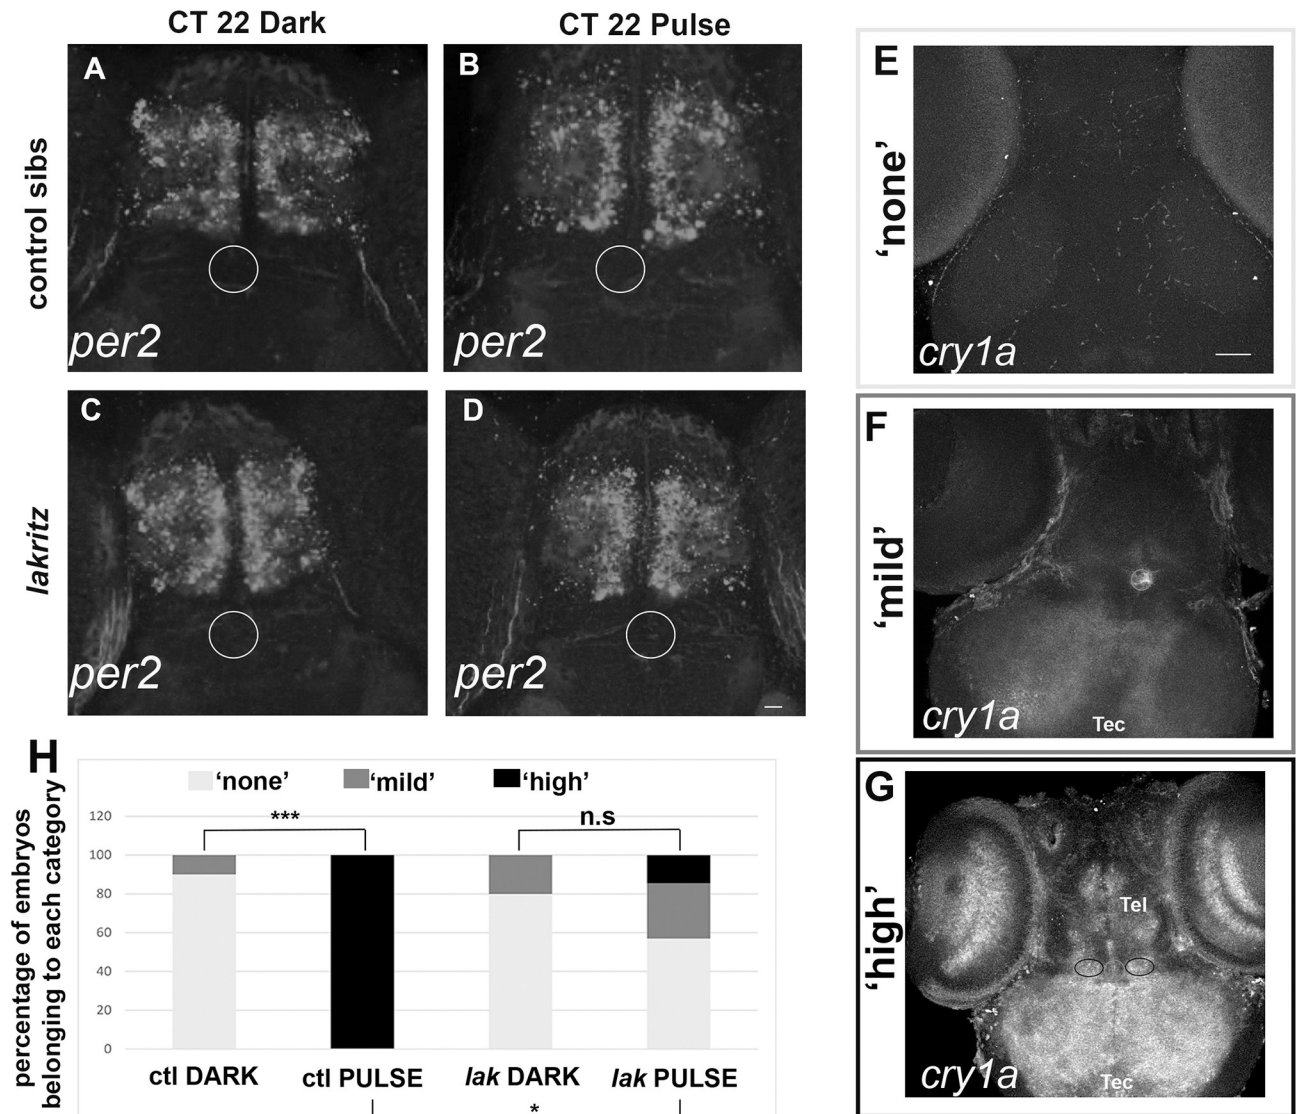 CT 22 Dark
CT 22 Pulse
control sibs
A
per2
B
per2
lakritz
C
per2
D
per2
E
‘none’
cry1a
F
‘mild’
cry1a
Tec
G
‘high’
Tel
cry1a
Tec
H
percentage of embryos
belonging to each category
‘none’ ‘mild’ ‘high’
*** n.s
120
100
80
60
40
20
0
ctl DARK ctl PULSE lak DARK lak PULSE
*